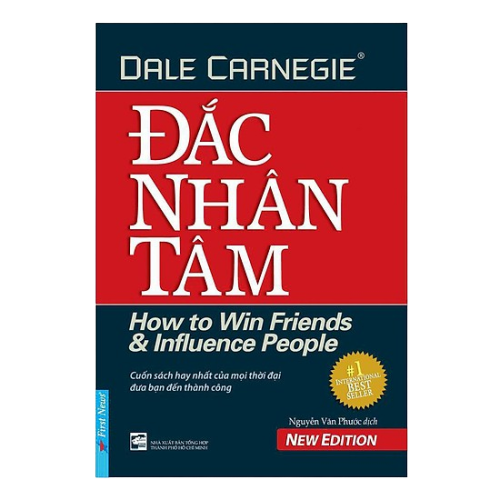 DALE CARNEGIE®
ĐẮC
NHÂN
TÂM
How to Win Friends
& Influence People
Cuốn sách hay nhất của mọi thời đại
đưa bạn đến thành công
#1
INTERNATIONAL
BEST
SELLER
Nguyễn Văn Phước dịch
NEW EDITION
First News
NHÀ XUẤT BẢN TỔNG HỢP
THÀNH PHỐ HỒ CHÍ MINH